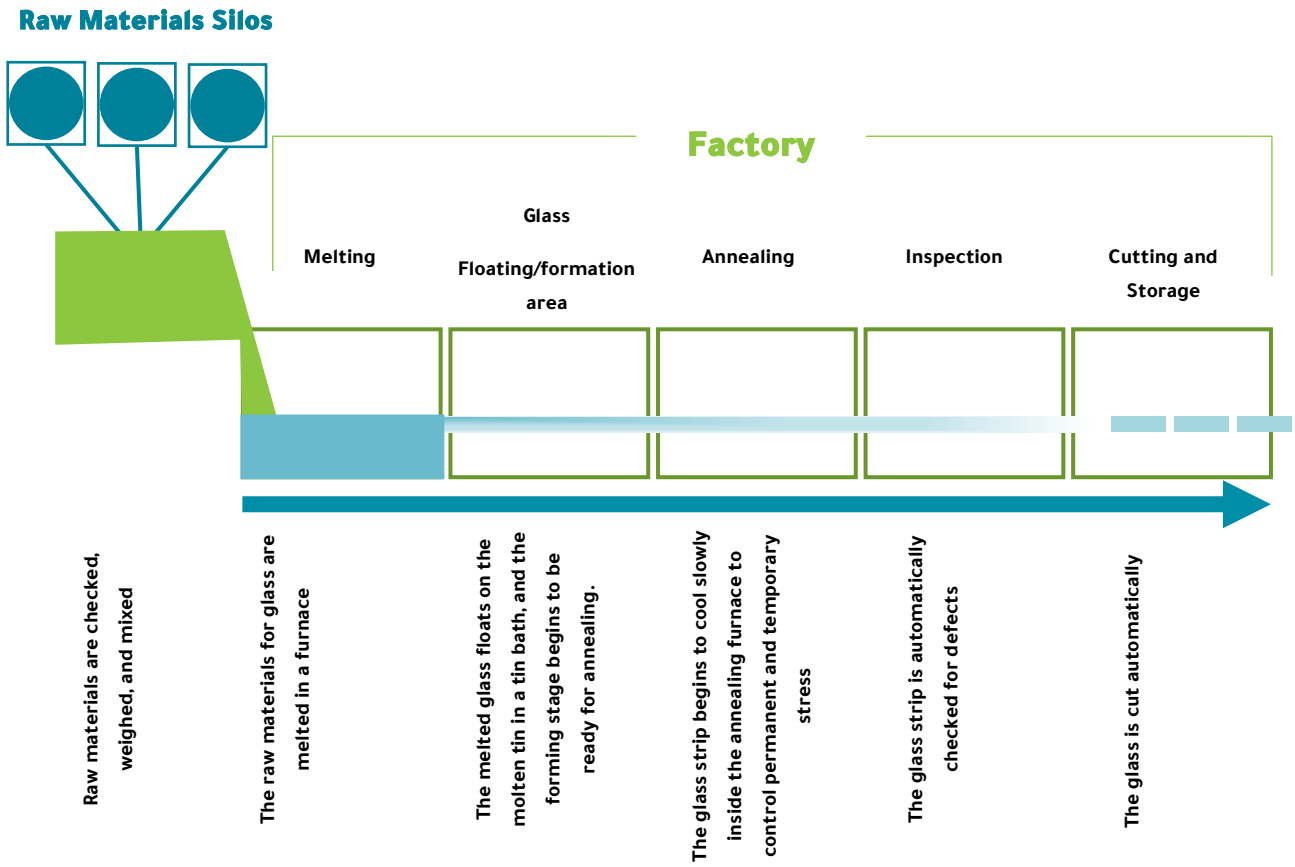 Raw Materials Silos
Factory
Melting
Glass
Floating/formation
area
Annealing
Inspection
Cutting and
Storage
Raw materials are checked,
weighed, and mixed
The raw materials for glass are
melted in a furnace
The melted glass floats on the
molten tin in a tin bath, and the
forming stage begins to be
ready for annealing.
The glass strip begins to cool slowly
inside the annealing furnace to
control permanent and temporary
stress
The glass strip is automatically
checked for defects
The glass is cut automatically